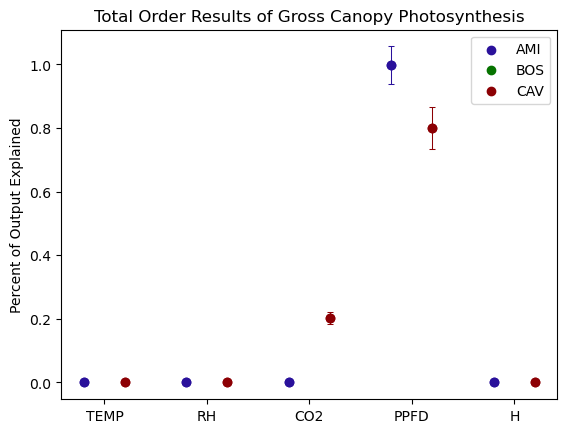 Total Order Results of Gross Canopy Photosynthesis
AMI
BOS
CAV
Percent of Output Explained
1.0
0.8
0.6
0.4
0.2
0.0
TEMP RH CO2 PPFD H